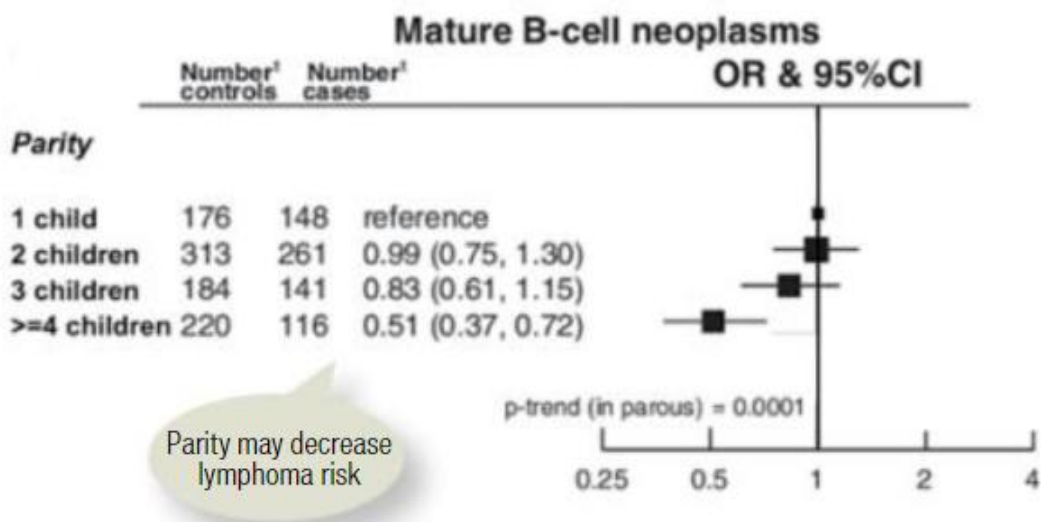 Mature B-cell neoplasms
Number‡ Number‡ OR & 95%CI
controls cases
Parity
1 child 176 148 reference
2 children 313 261 0.99 (0.75, 1.30)
3 children 184 141 0.83 (0.61, 1.15)
>=4 children 220 116 0.51 (0.37, 0.72)
p-trend (in parous) = 0.0001
Parity may decrease
lymphoma risk
0.25 0.5 1 2 4